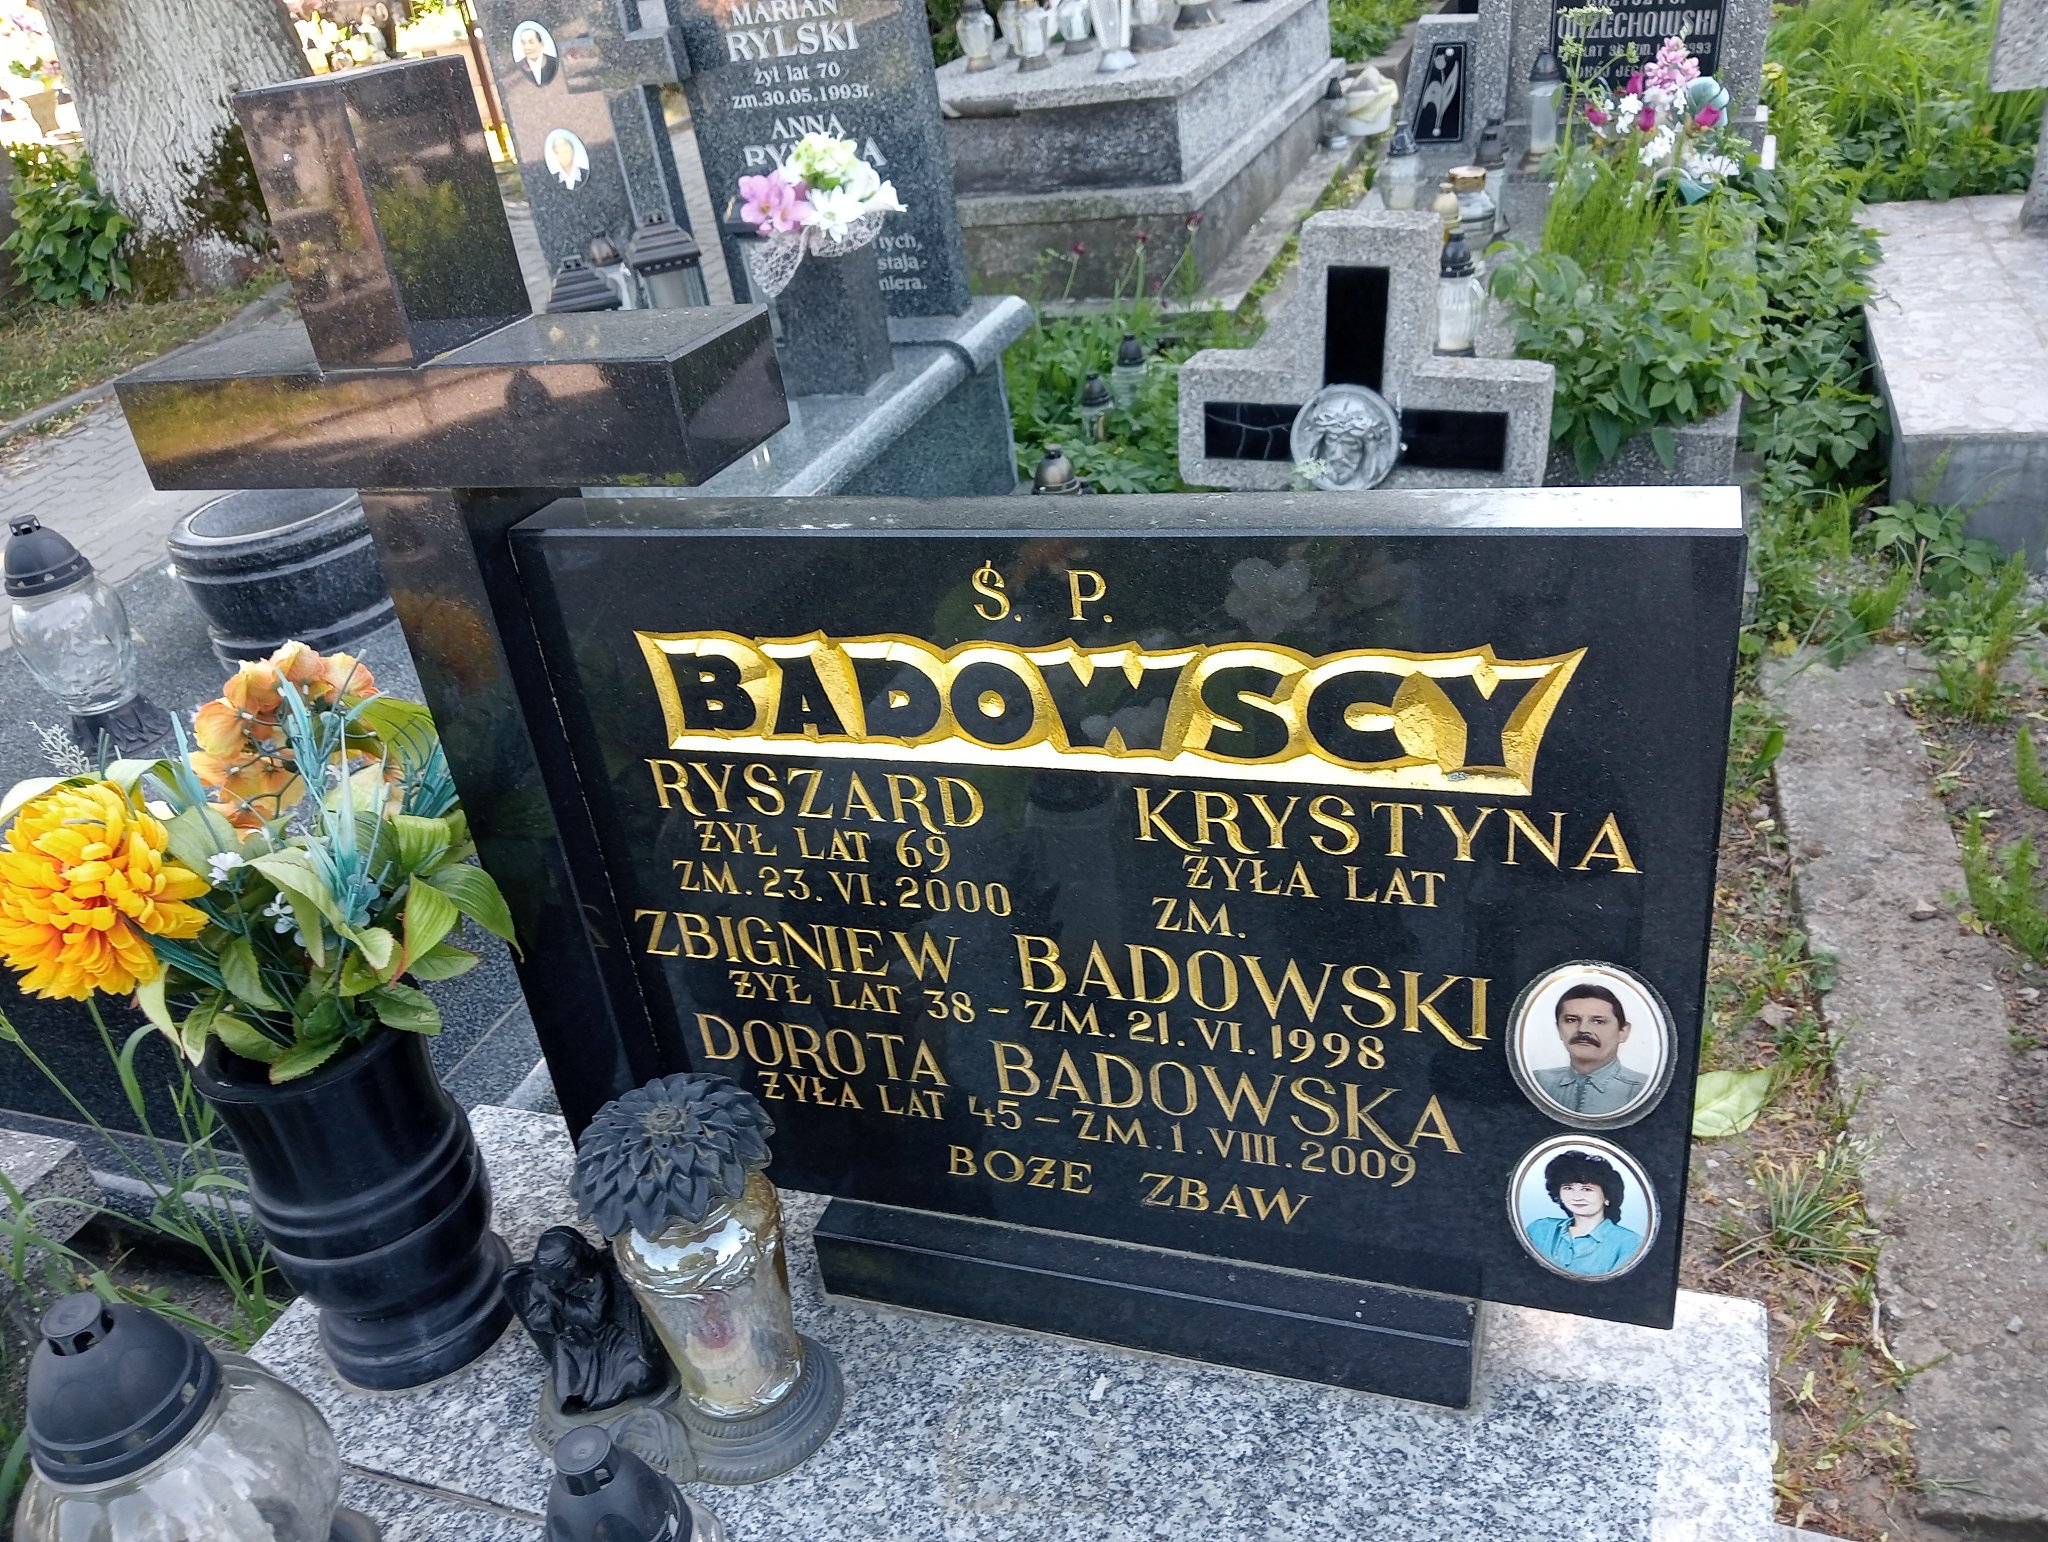 MARIAN
RYLSKI
żył lat 70
zm.30.05.1993r.
ANNA
ORZECHOWSKI
Ś. P.
BADOWSCY
RYSZARD
ŻYŁ LAT 69
ZM. 23. VI. 2000
KRYSTYNA
ŻYŁA LAT
ZM.
ZBIGNIEW BADOWSKI
ŻYŁ LAT 38 - ZM. 21. VI. 1998
DOROTA BADOWSKA
ŻYŁA LAT 45 - ZM. 1. VIII. 2009
BOŻE ZBAW